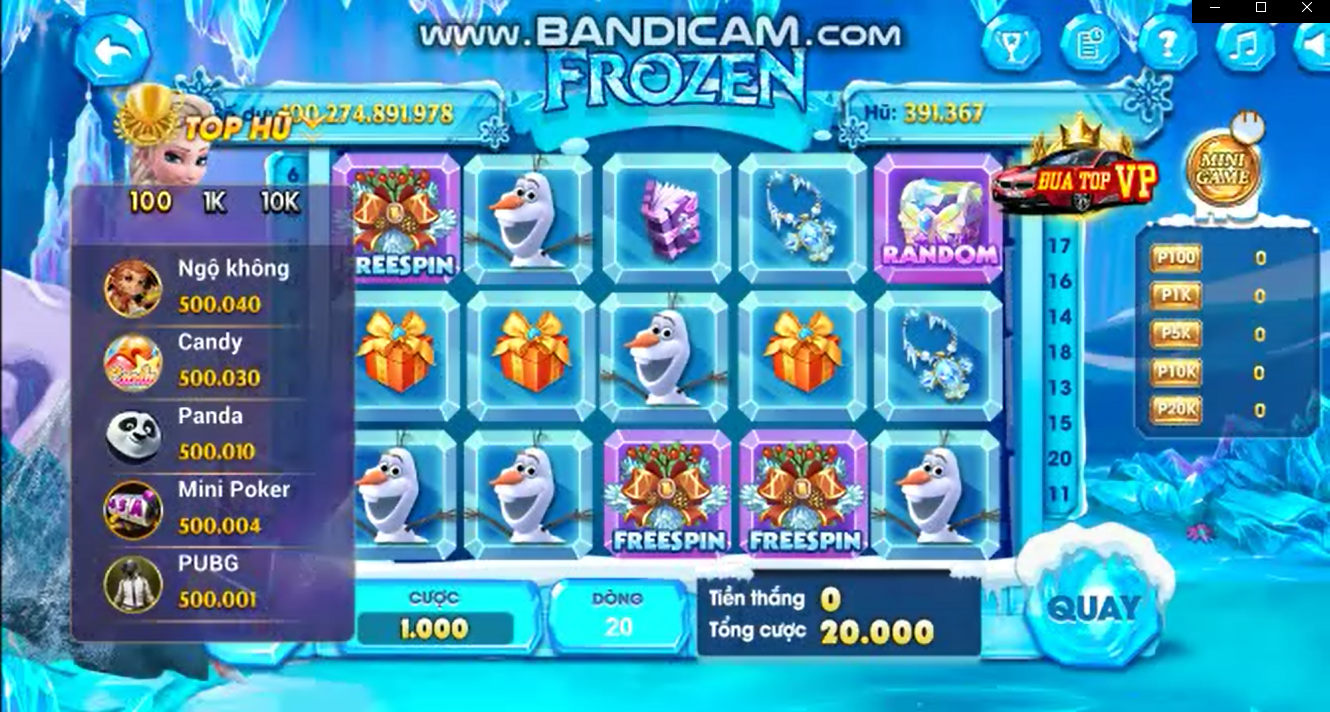 www.BANDICAM.com
FROZEN
100.274.891.978
Hũ: 391.367
TOP HŨ
100 1K 10K
Ngộ không
500.040
Candy
500.030
Panda
500.010
Mini Poker
500.004
PUBG
500.001
6
REESPIN
RANDOM
FREESPIN
FREESPIN
ĐUA TOP VP
MINI
GAME
17
16
14
18
13
15
20
11
P100 0
P1K 0
P5K 0
P10K 0
P20K 0
CƯỢC
1.000
DÒNG
20
Tiền thắng 0
Tổng cược 20.000
QUAY